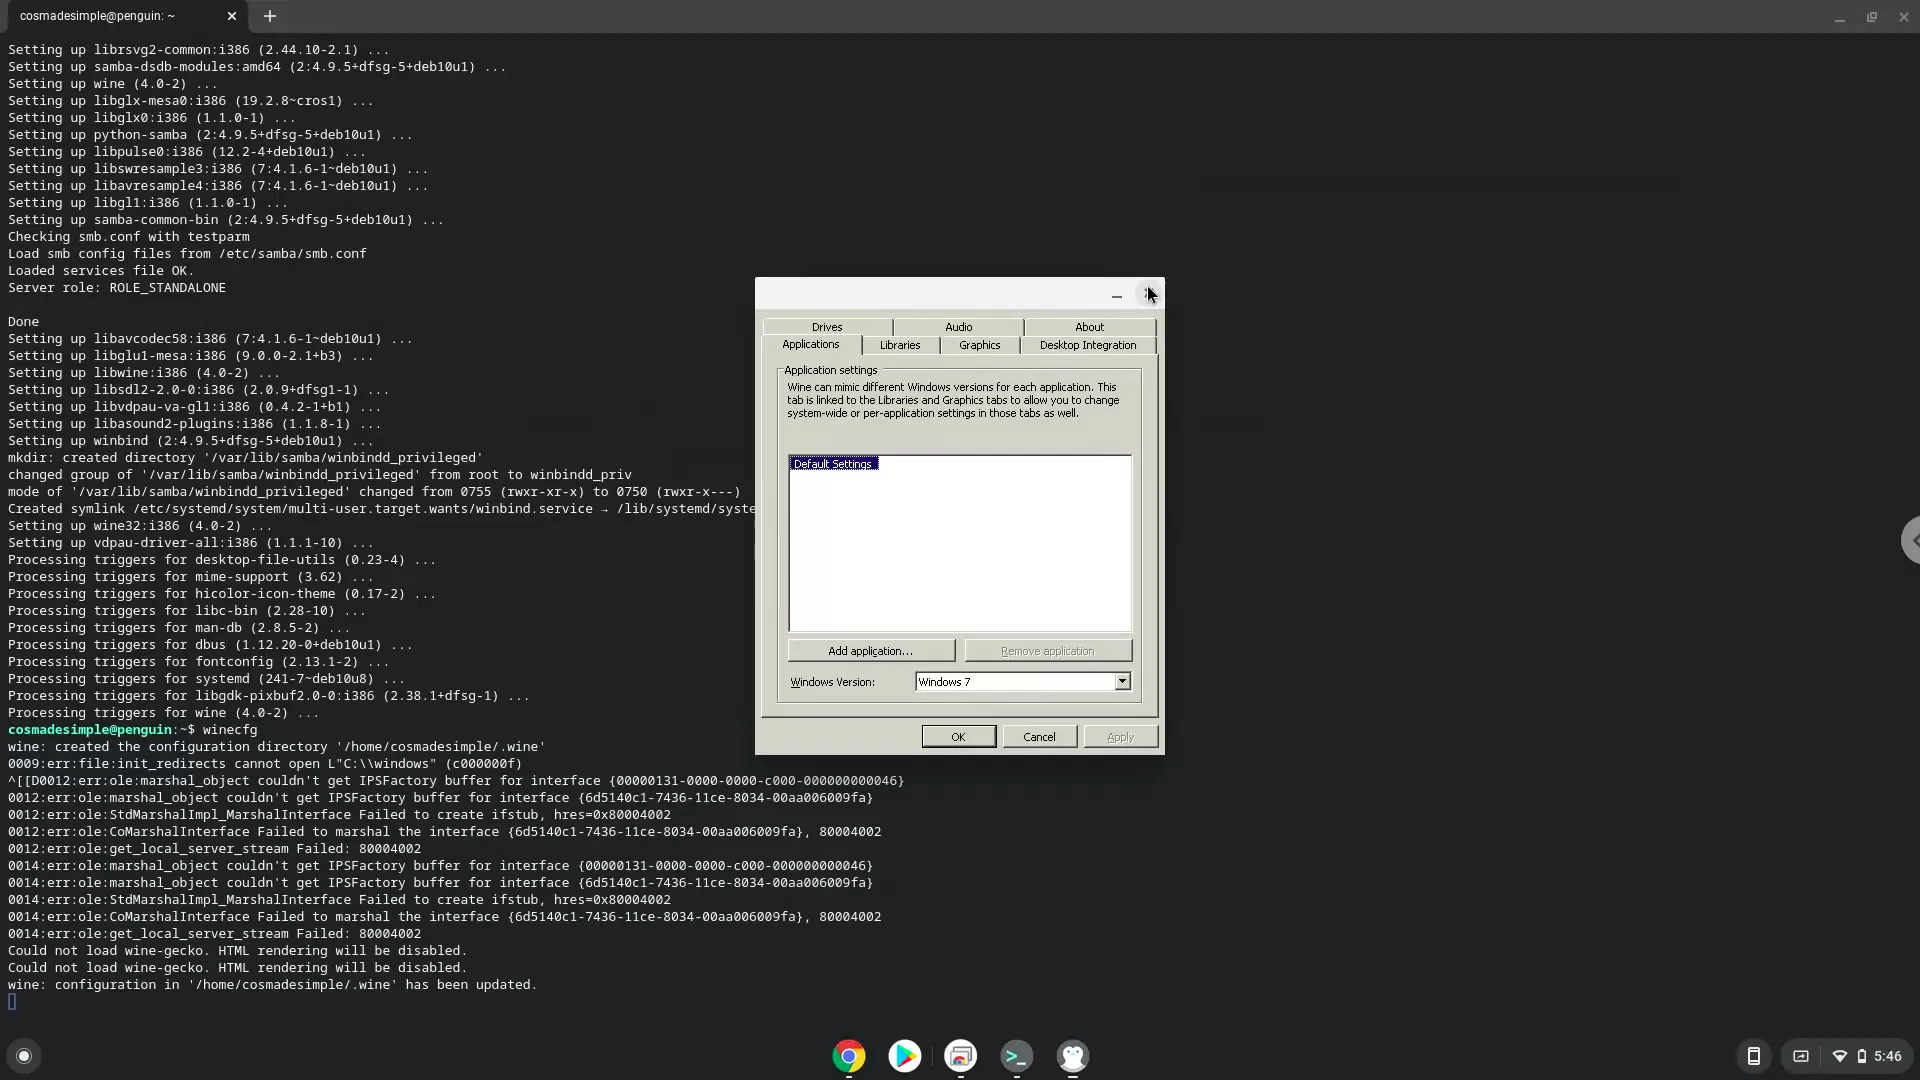 cosmadesimple@penguin: ~
Setting up librsvg2-common:i386 (2.44.10-2.1) ...
Setting up samba-dsdb-modules:amd64 (2:4.9.5+dfsg-5+deb10u1) ...
Setting up wine (4.0-2) ...
Setting up libglx-mesa0:i386 (19.2.8~cros1) ...
Setting up libglx0:i386 (1.1.0-1) ...
Setting up python-samba (2:4.9.5+dfsg-5+deb10u1) ...
Setting up libpulse0:i386 (12.2-4+deb10u1) ...
Setting up libswresample3:i386 (7:4.1.6-1~deb10u1) ...
Setting up libavresample4:i386 (7:4.1.6-1~deb10u1) ...
Setting up libgl1:i386 (1.1.0-1) ...
Setting up samba-common-bin (2:4.9.5+dfsg-5+deb10u1) ...
Checking smb.conf with testparm
Load smb config files from /etc/samba/smb.conf
Loaded services file OK.
Server role: ROLE_STANDALONE
Done
Setting up libavcodec58:i386 (7:4.1.6-1~deb10u1) ...
Setting up libglu1-mesa:i386 (9.0.0-2.1+b3) ...
Setting up libwine:i386 (4.0-2) ...
Setting up libsdl2-2.0-0:i386 (2.0.9+dfsg1-1) ...
Setting up libvdpau-va-gl1:i386 (0.4.2-1+b1) ...
Setting up libasound2-plugins:i386 (1.1.8-1) ...
Setting up winbind (2:4.9.5+dfsg-5+deb10u1) ...
mkdir: created directory '/var/lib/samba/winbindd_privileged'
changed group of '/var/lib/samba/winbindd_privileged' from root to winbindd_priv
mode of '/var/lib/samba/winbindd_privileged' changed from 0755 (rwxr-xr-x) to 0750 (rwxr-x---)
Created symlink /etc/systemd/system/multi-user.target.wants/winbind.service → /lib/systemd/syste
Setting up wine32:i386 (4.0-2) ...
Setting up vdpau-driver-all:i386 (1.1.1-10) ...
Processing triggers for desktop-file-utils (0.23-4) ...
Processing triggers for mime-support (3.62) ...
Processing triggers for hicolor-icon-theme (0.17-2) ...
Processing triggers for libc-bin (2.28-10) ...
Processing triggers for man-db (2.8.5-2) ...
Processing triggers for dbus (1.12.20-0+deb10u1) ...
Processing triggers for fontconfig (2.13.1-2) ...
Processing triggers for systemd (241-7~deb10u8) ...
Processing triggers for libgdk-pixbuf2.0-0:i386 (2.38.1+dfsg-1) ...
Processing triggers for wine (4.0-2) ...
cosmadesimple@penguin:~$ winecfg
wine: created the configuration directory '/home/cosmadesimple/.wine'
0009:err:file:init_redirects cannot open L"C:\\windows" (c000000f)
^[[D0012:err:ole:marshal_object couldn't get IPSFactory buffer for interface {00000131-0000-0000-c000-000000000046}
0012:err:ole:marshal_object couldn't get IPSFactory buffer for interface {6d5140c1-7436-11ce-8034-00aa006009fa}
0012:err:ole:StdMarshalImpl_MarshalInterface Failed to create ifstub, hres=0x80004002
0012:err:ole:CoMarshalInterface Failed to marshal the interface {6d5140c1-7436-11ce-8034-00aa006009fa}, 80004002
0012:err:ole:get_local_server_stream Failed: 80004002
0014:err:ole:marshal_object couldn't get IPSFactory buffer for interface {00000131-0000-0000-c000-000000000046}
0014:err:ole:marshal_object couldn't get IPSFactory buffer for interface {6d5140c1-7436-11ce-8034-00aa006009fa}
0014:err:ole:StdMarshalImpl_MarshalInterface Failed to create ifstub, hres=0x80004002
0014:err:ole:CoMarshalInterface Failed to marshal the interface {6d5140c1-7436-11ce-8034-00aa006009fa}, 80004002
0014:err:ole:get_local_server_stream Failed: 80004002
Could not load wine-gecko. HTML rendering will be disabled.
Could not load wine-gecko. HTML rendering will be disabled.
wine: configuration in '/home/cosmadesimple/.wine' has been updated.
Drives Audio About
Applications Libraries Graphics Desktop Integration
Application settings
Wine can mimic different Windows versions for each application. This
tab is linked to the Libraries and Graphics tabs to allow you to change
system-wide or per-application settings in those tabs as well.
Default Settings
Add application... Remove application
Windows Version: Windows 7
OK Cancel Apply
5:46